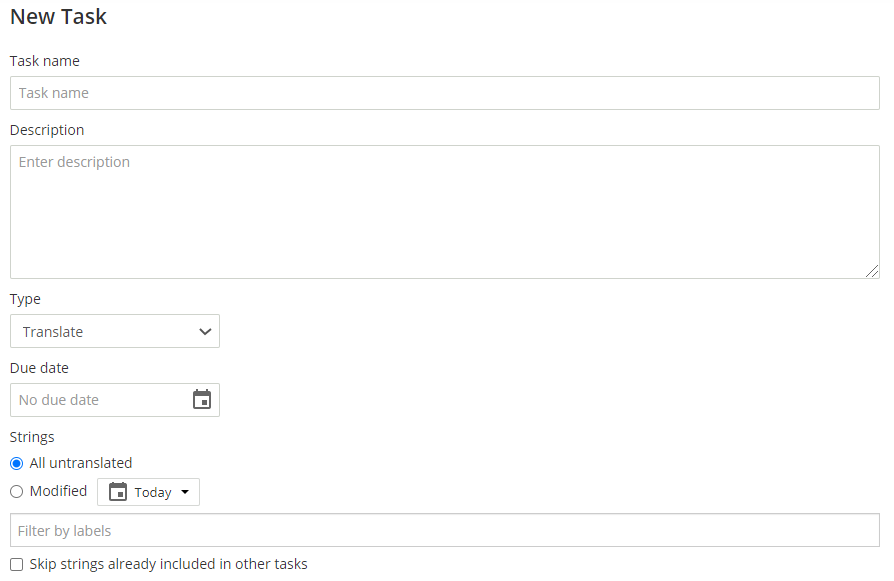 New Task
Task name
Task name
Description
Enter description
Type
Translate
Due date
No due date
Strings
All untranslated
Modified Today
Filter by labels
Skip strings already included in other tasks